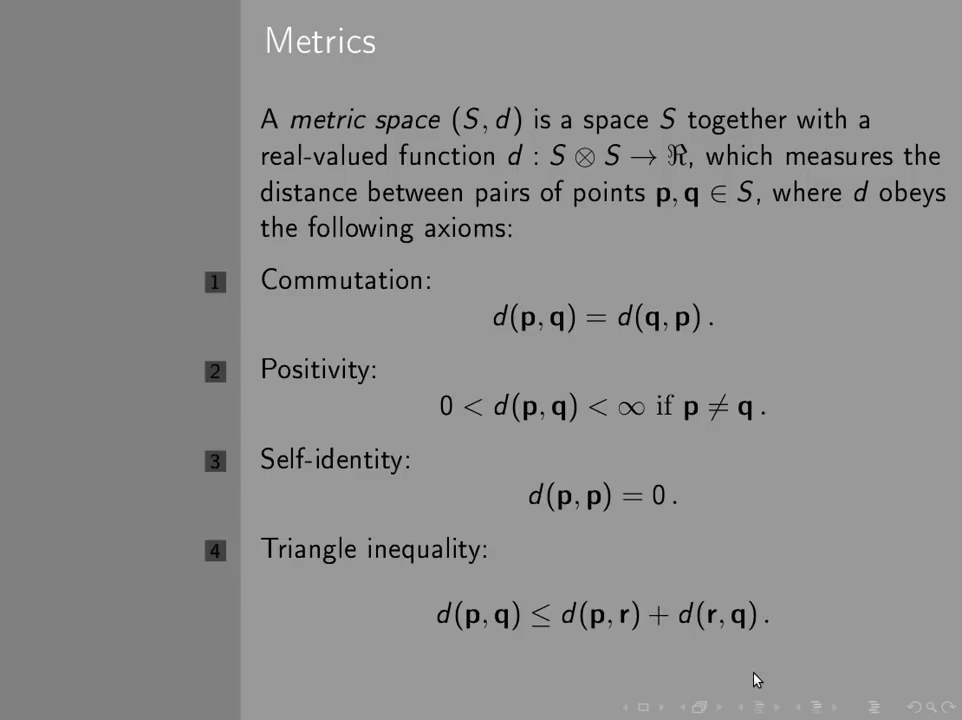 Metrics
A metric space (S, d) is a space S together with a
real-valued function d : S ⊗ S → ℜ, which measures the
distance between pairs of points p, q ∈ S, where d obeys
the following axioms:
1 Commutation:
d(p, q) = d(q, p) .
2 Positivity:
0 < d(p, q) < ∞ if p ≠ q .
3 Self-identity:
d(p, p) = 0 .
4 Triangle inequality:
d(p, q) ≤ d(p, r) + d(r, q) .